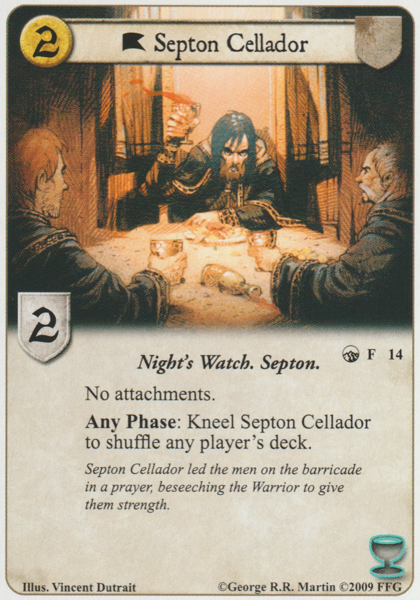 2
Septon Cellador
2
Night's Watch. Septon.
F 14
No attachments.
Any Phase: Kneel Septon Cellador
to shuffle any player's deck.
Septon Cellador led the men on the barricade
in a prayer, beseeching the Warrior to give
them strength.
Illus. Vincent Dutrait
©George R.R. Martin ©2009 FFG